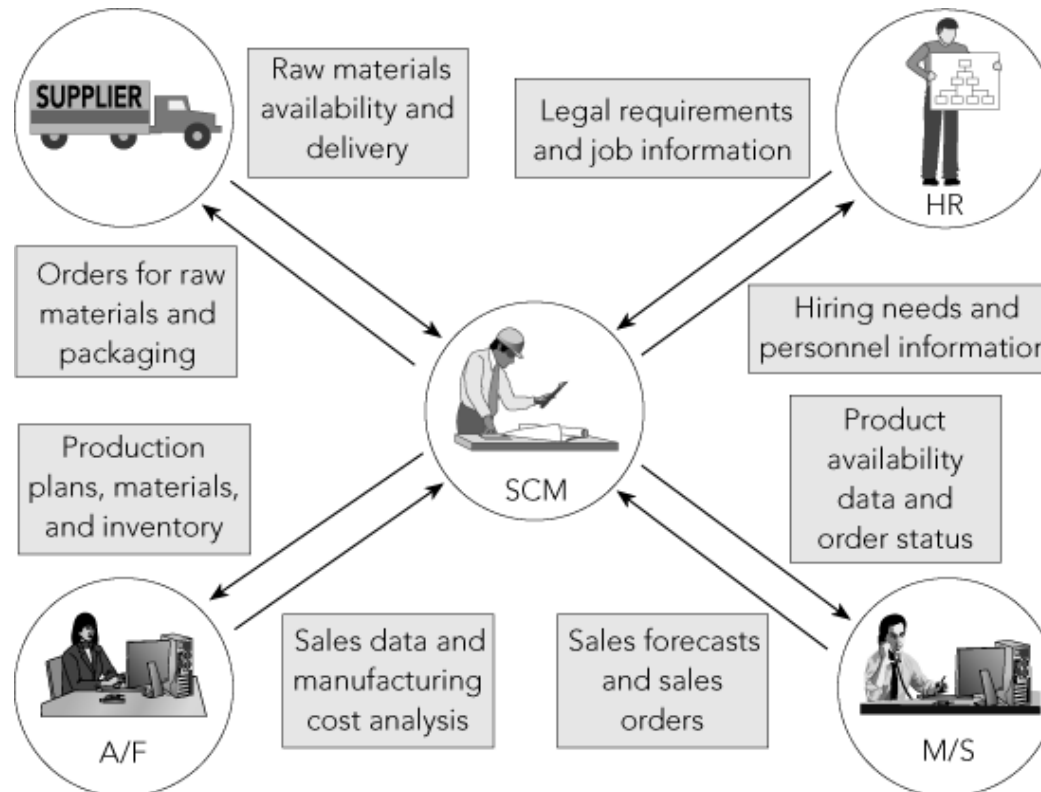 SUPPLIER
Raw materials
availability and
delivery
Legal requirements
and job information
HR
Orders for raw
materials and
packaging
Hiring needs and
personnel information
Production
plans, materials,
and inventory
SCM
Product
availability
data and
order status
A/F
Sales data and
manufacturing
cost analysis
Sales forecasts
and sales
orders
M/S